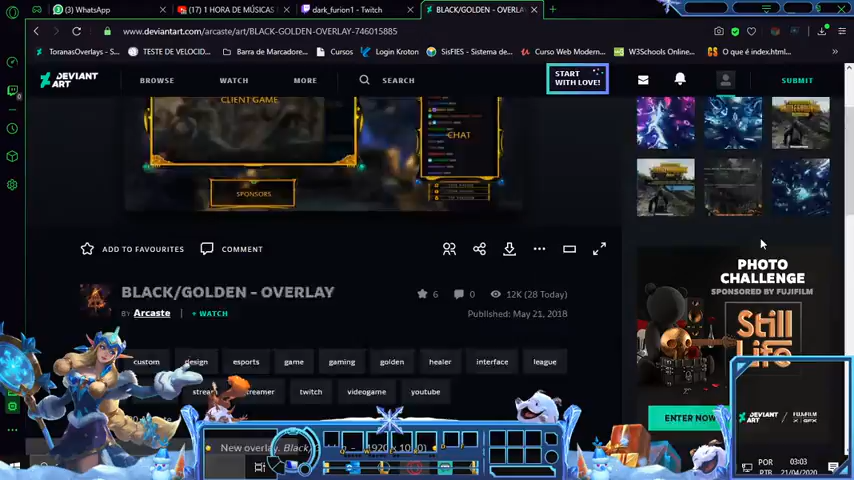 (3) WhatsApp
(17) 1 HORA DE MÚSICAS
dark_furion1 - Twitch
BLACK/GOLDEN - OVERLAY
www.deviantart.com/arcaste/art/BLACK-GOLDEN-OVERLAY-746015885
ToranasOverlays - S...
TESTE DE VELOCID...
Barra de Marcadore...
Cursos
Login Kroton
SisFIES - Sistema de...
Curso Web Modern...
W3Schools Online...
O que é index.html...
DEVIANT ART
BROWSE
WATCH
MORE
SEARCH
START WITH LOVE!
SUBMIT
CLIENT GAME
CHAT
SPONSORS
ADD TO FAVOURITES
COMMENT
BLACK/GOLDEN - OVERLAY
BY Arcaste
+ WATCH
6
0
12K (28 Today)
Published: May 21, 2018
custom
design
esports
game
gaming
golden
healer
interface
league
twitch
videogame
youtube
New overlay.
PHOTO
CHALLENGE
SPONSORED BY FUJIFILM
Still
Life
ENTER NOW
DEVIANT ART
FUJIFILM
POR
PTB
03:03
21/04/2020